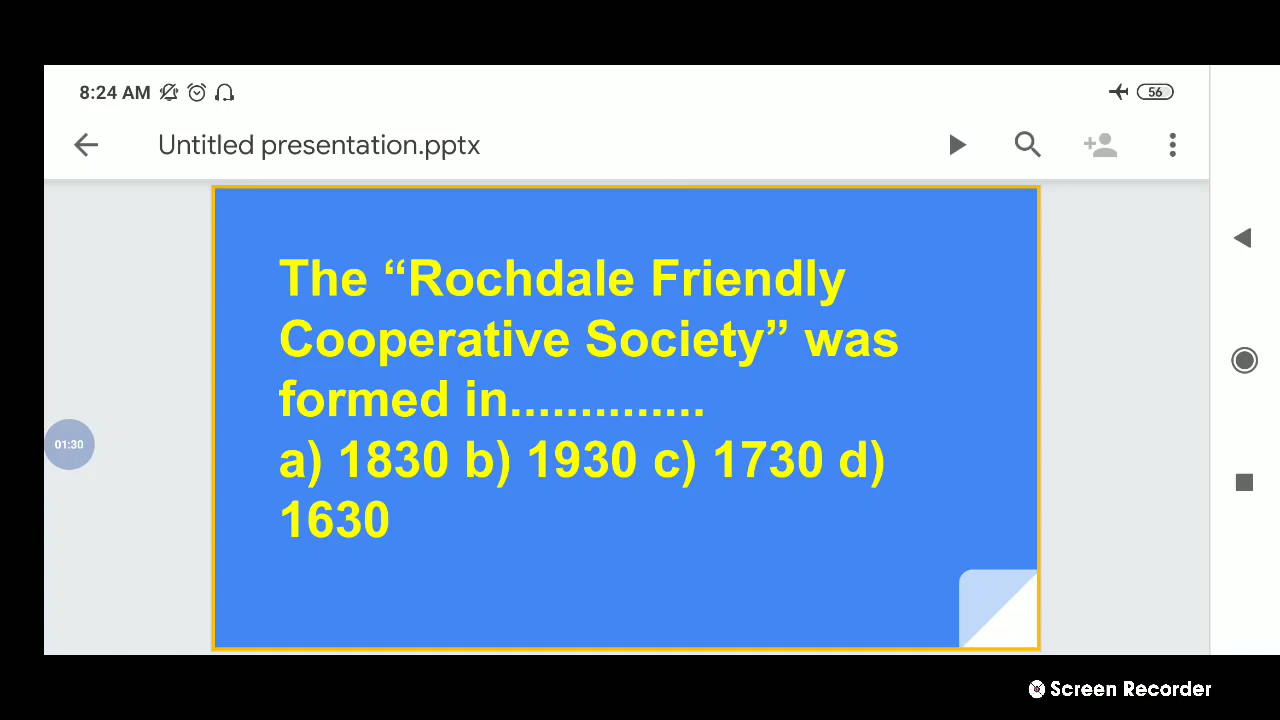 8:24 AM
56
Untitled presentation.pptx
The “Rochdale Friendly
Cooperative Society” was
formed in..............
a) 1830 b) 1930 c) 1730 d)
1630
01:30
Screen Recorder